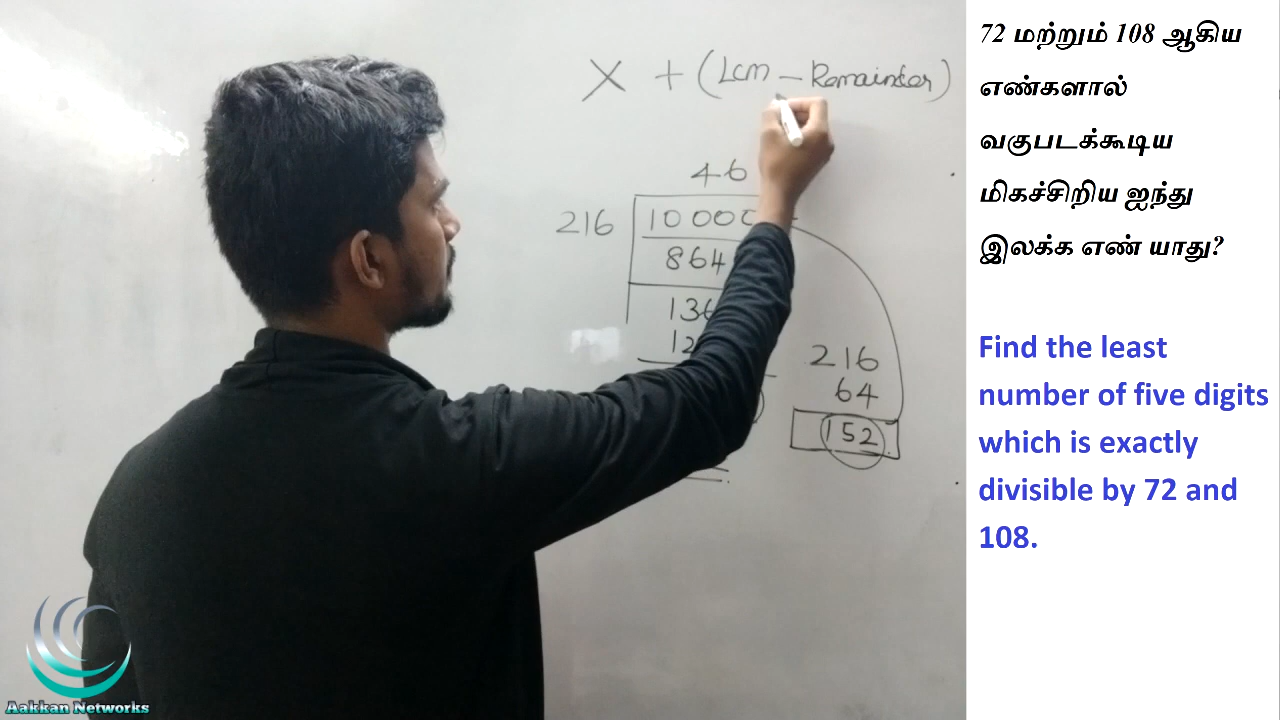 X + (Lcm – Remainder)
46
216
10000
864
216
64
152
72 மற்றும் 108 ஆகிய
எண்களால்
வகுபடக்கூடிய
மிகச்சிறிய ஐந்து
இலக்க எண் யாது?
Find the least
number of five digits
which is exactly
divisible by 72 and
108.
Aakkan Networks